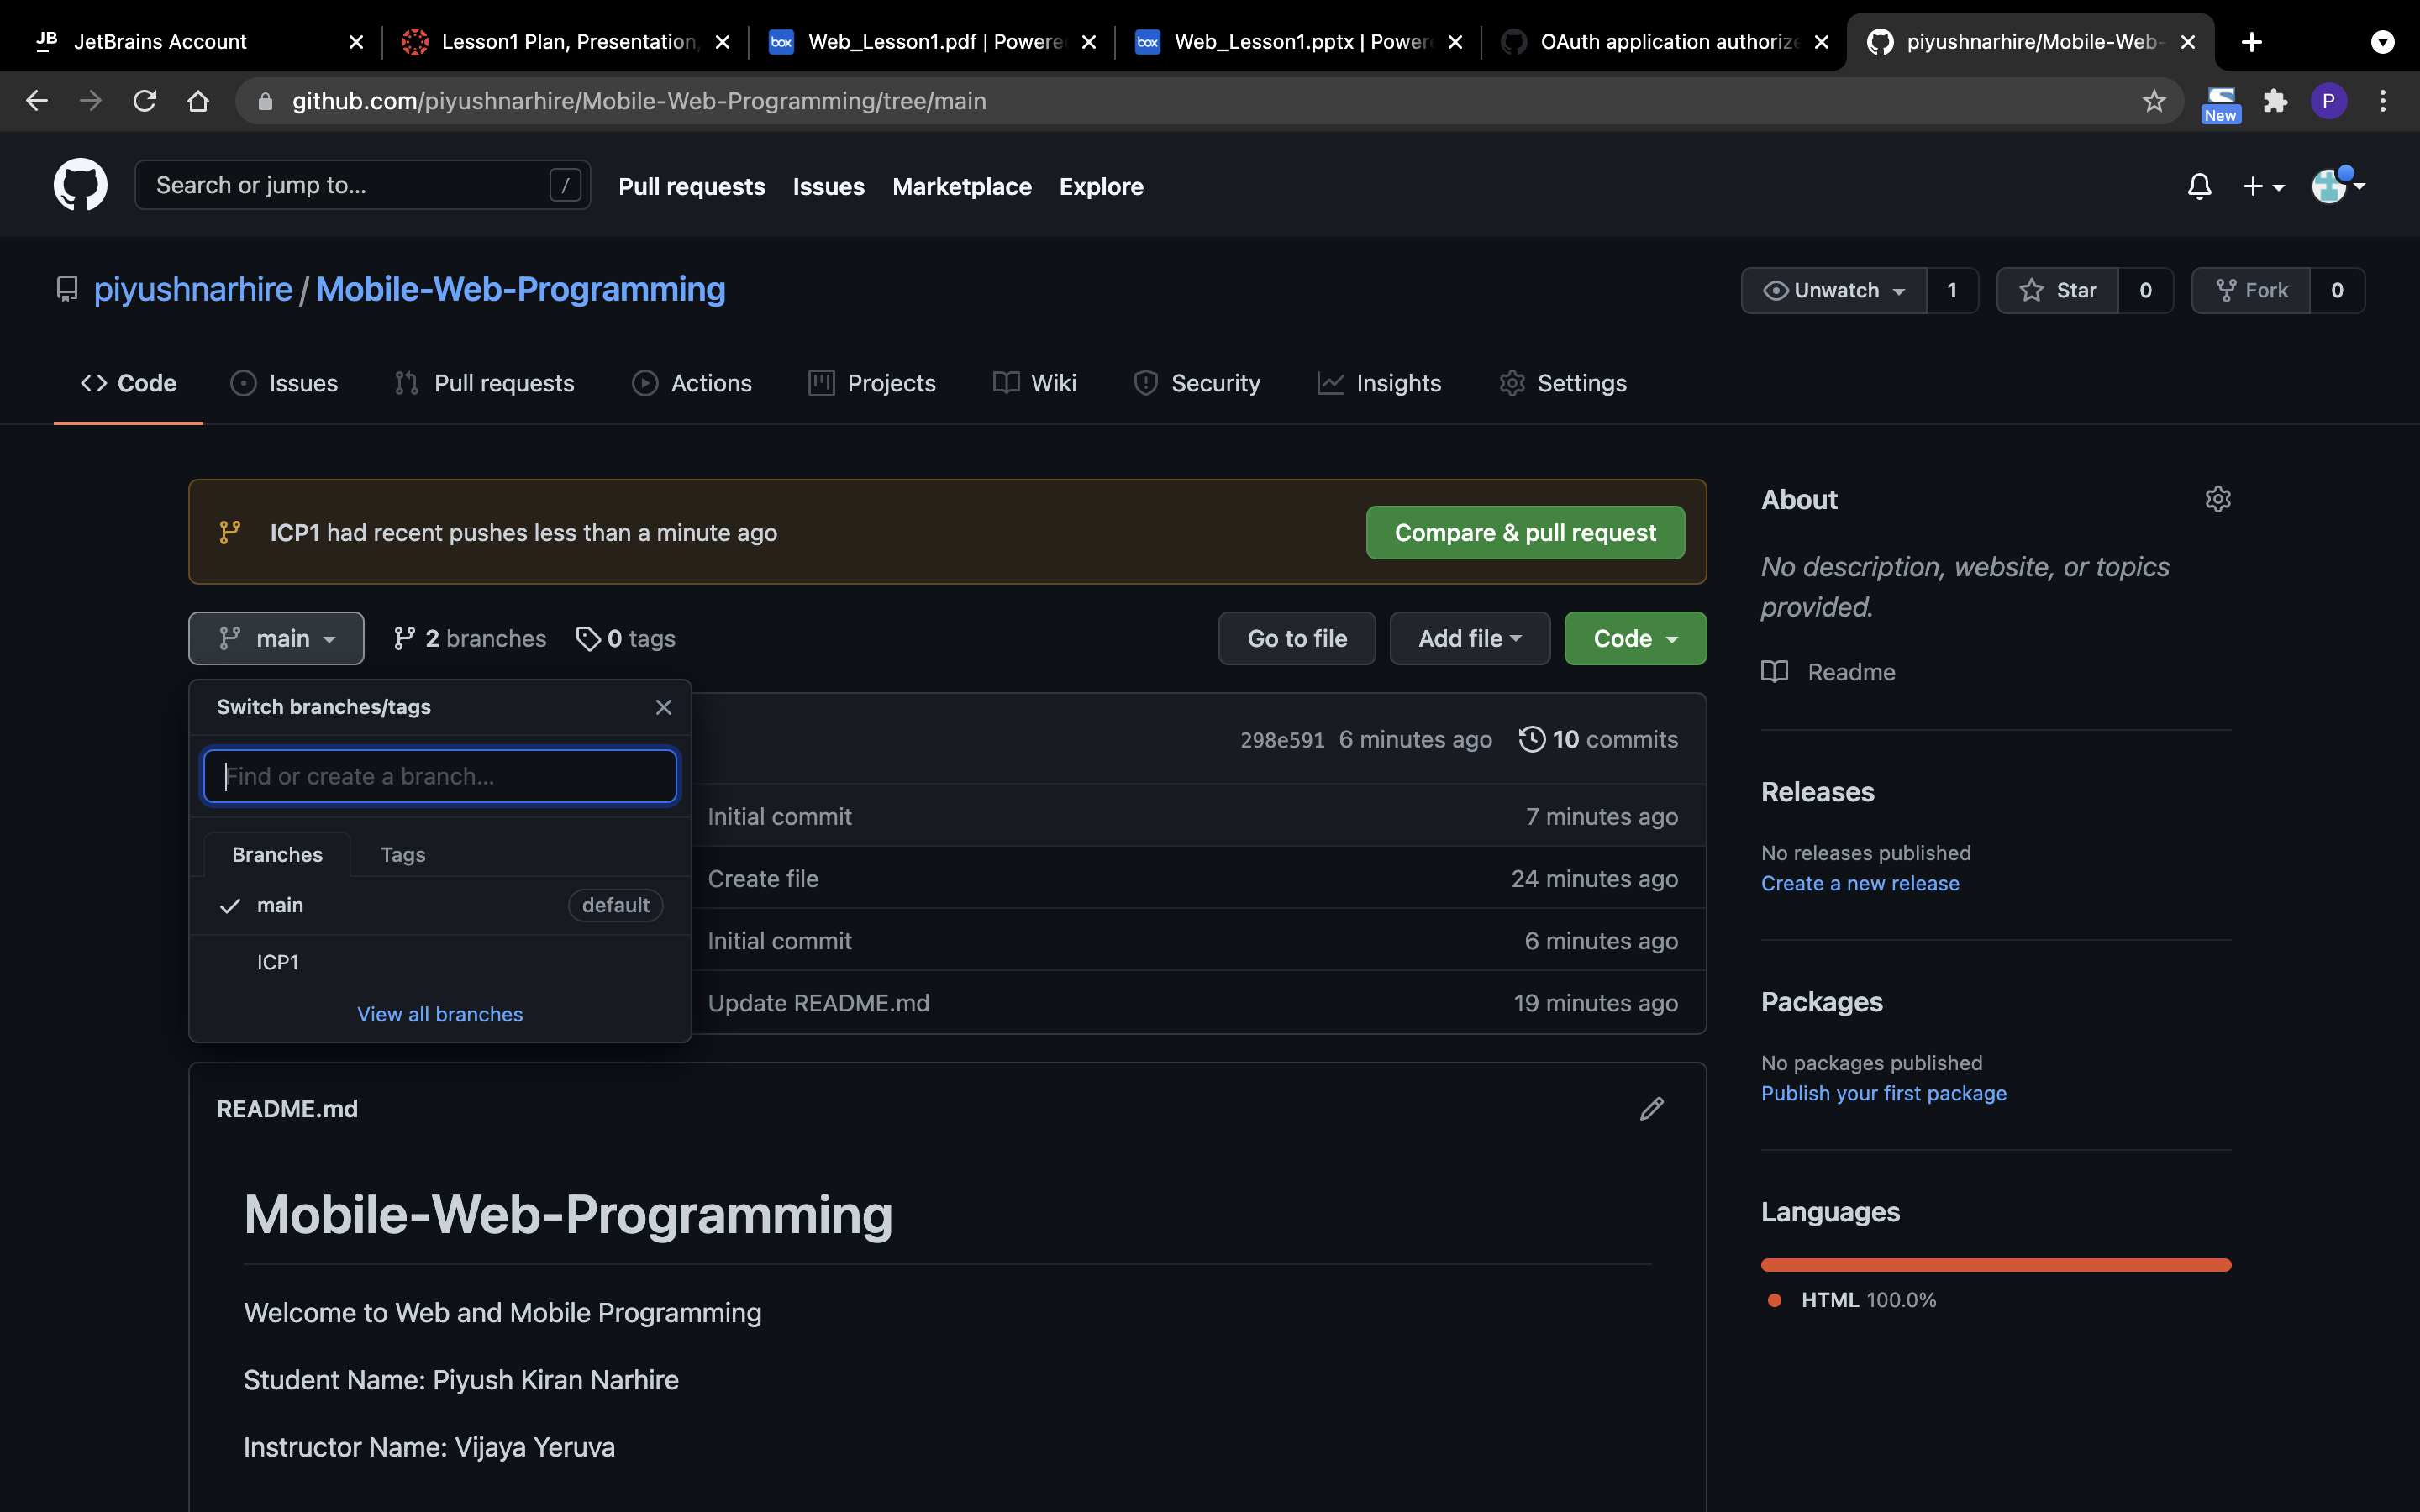 JB JetBrains Account
Lesson1 Plan, Presentation,
box Web_Lesson1.pdf | Powere
box Web_Lesson1.pptx | Power
OAuth application authorize
piyushnarhire/Mobile-Web-
github.com/piyushnarhire/Mobile-Web-Programming/tree/main
New
P
Search or jump to... /
Pull requests
Issues
Marketplace
Explore
piyushnarhire / Mobile-Web-Programming
Unwatch 1
Star 0
Fork 0
Code
Issues
Pull requests
Actions
Projects
Wiki
Security
Insights
Settings
ICP1 had recent pushes less than a minute ago
Compare & pull request
main
2 branches
0 tags
Go to file
Add file
Code
Switch branches/tags
Find or create a branch...
Branches
Tags
main default
ICP1
View all branches
298e591 6 minutes ago 10 commits
Initial commit 7 minutes ago
Create file 24 minutes ago
Initial commit 6 minutes ago
Update README.md 19 minutes ago
README.md
Mobile-Web-Programming
Welcome to Web and Mobile Programming
Student Name: Piyush Kiran Narhire
Instructor Name: Vijaya Yeruva
About
No description, website, or topics
provided.
Readme
Releases
No releases published
Create a new release
Packages
No packages published
Publish your first package
Languages
HTML 100.0%